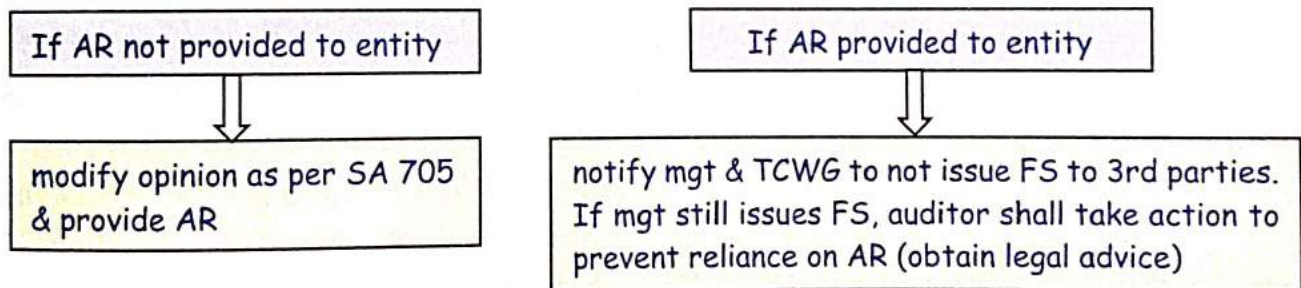 If AR not provided to entity
modify opinion as per SA 705
& provide AR
If AR provided to entity
notify mgt & TCWG to not issue FS to 3rd parties.
If mgt still issues FS, auditor shall take action to
prevent reliance on AR (obtain legal advice)